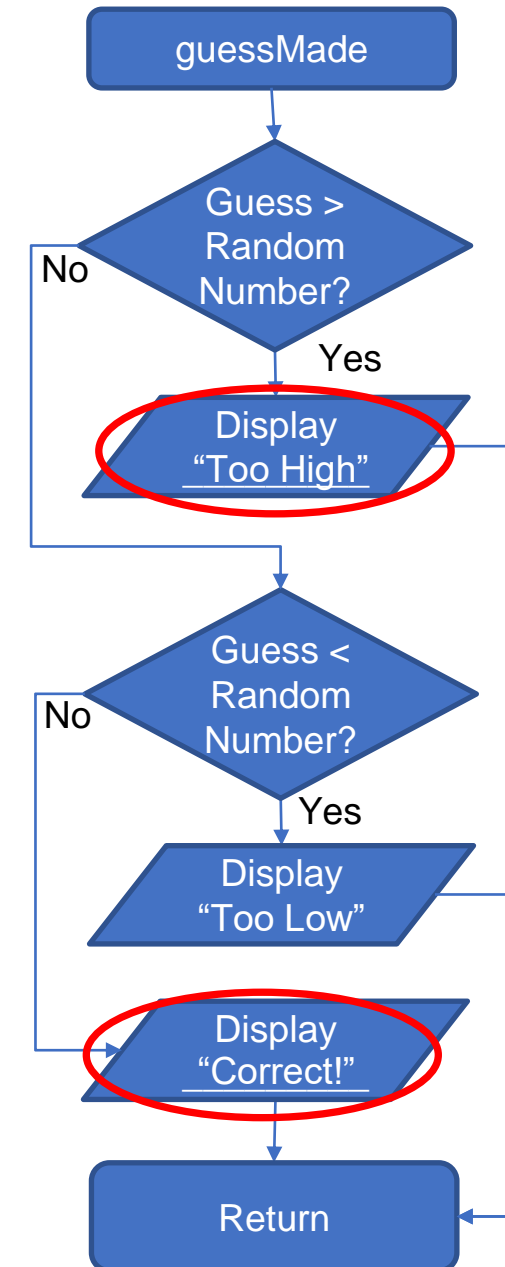 guessMade
Guess >
Random
Number?
No
Yes
Display
“Too High”
Guess <
Random
Number?
No
Yes
Display
“Too Low”
Display
“Correct!”
Return